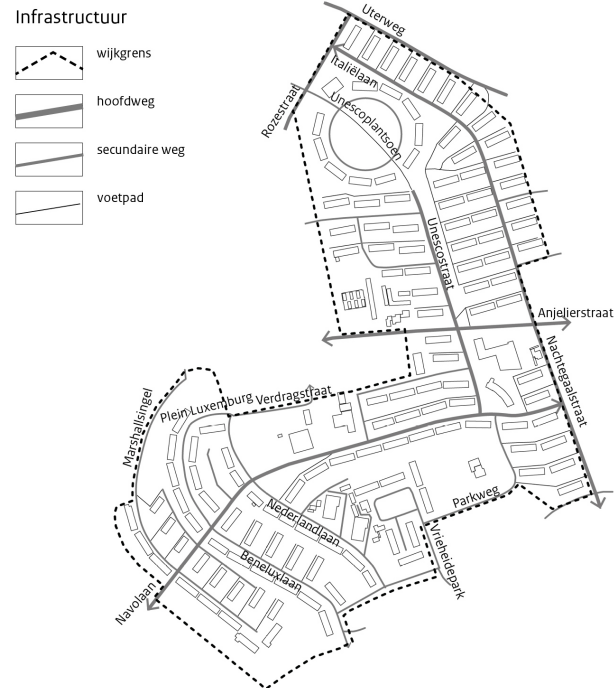 Infrastructuur
wijkgrens
hoofdweg
secundaire weg
voetpad
Uterweg
Italiëlaan
Rozestraat
Unescoplantsoen
Unescostraat
Anjelierstraat
Nachtegaalstraat
Marshallsingel
Plein Luxemburg
Verdragstraat
Parkweg
Nederlandlaan
Vrieheidepark
Beneluxlaan
Navolaan